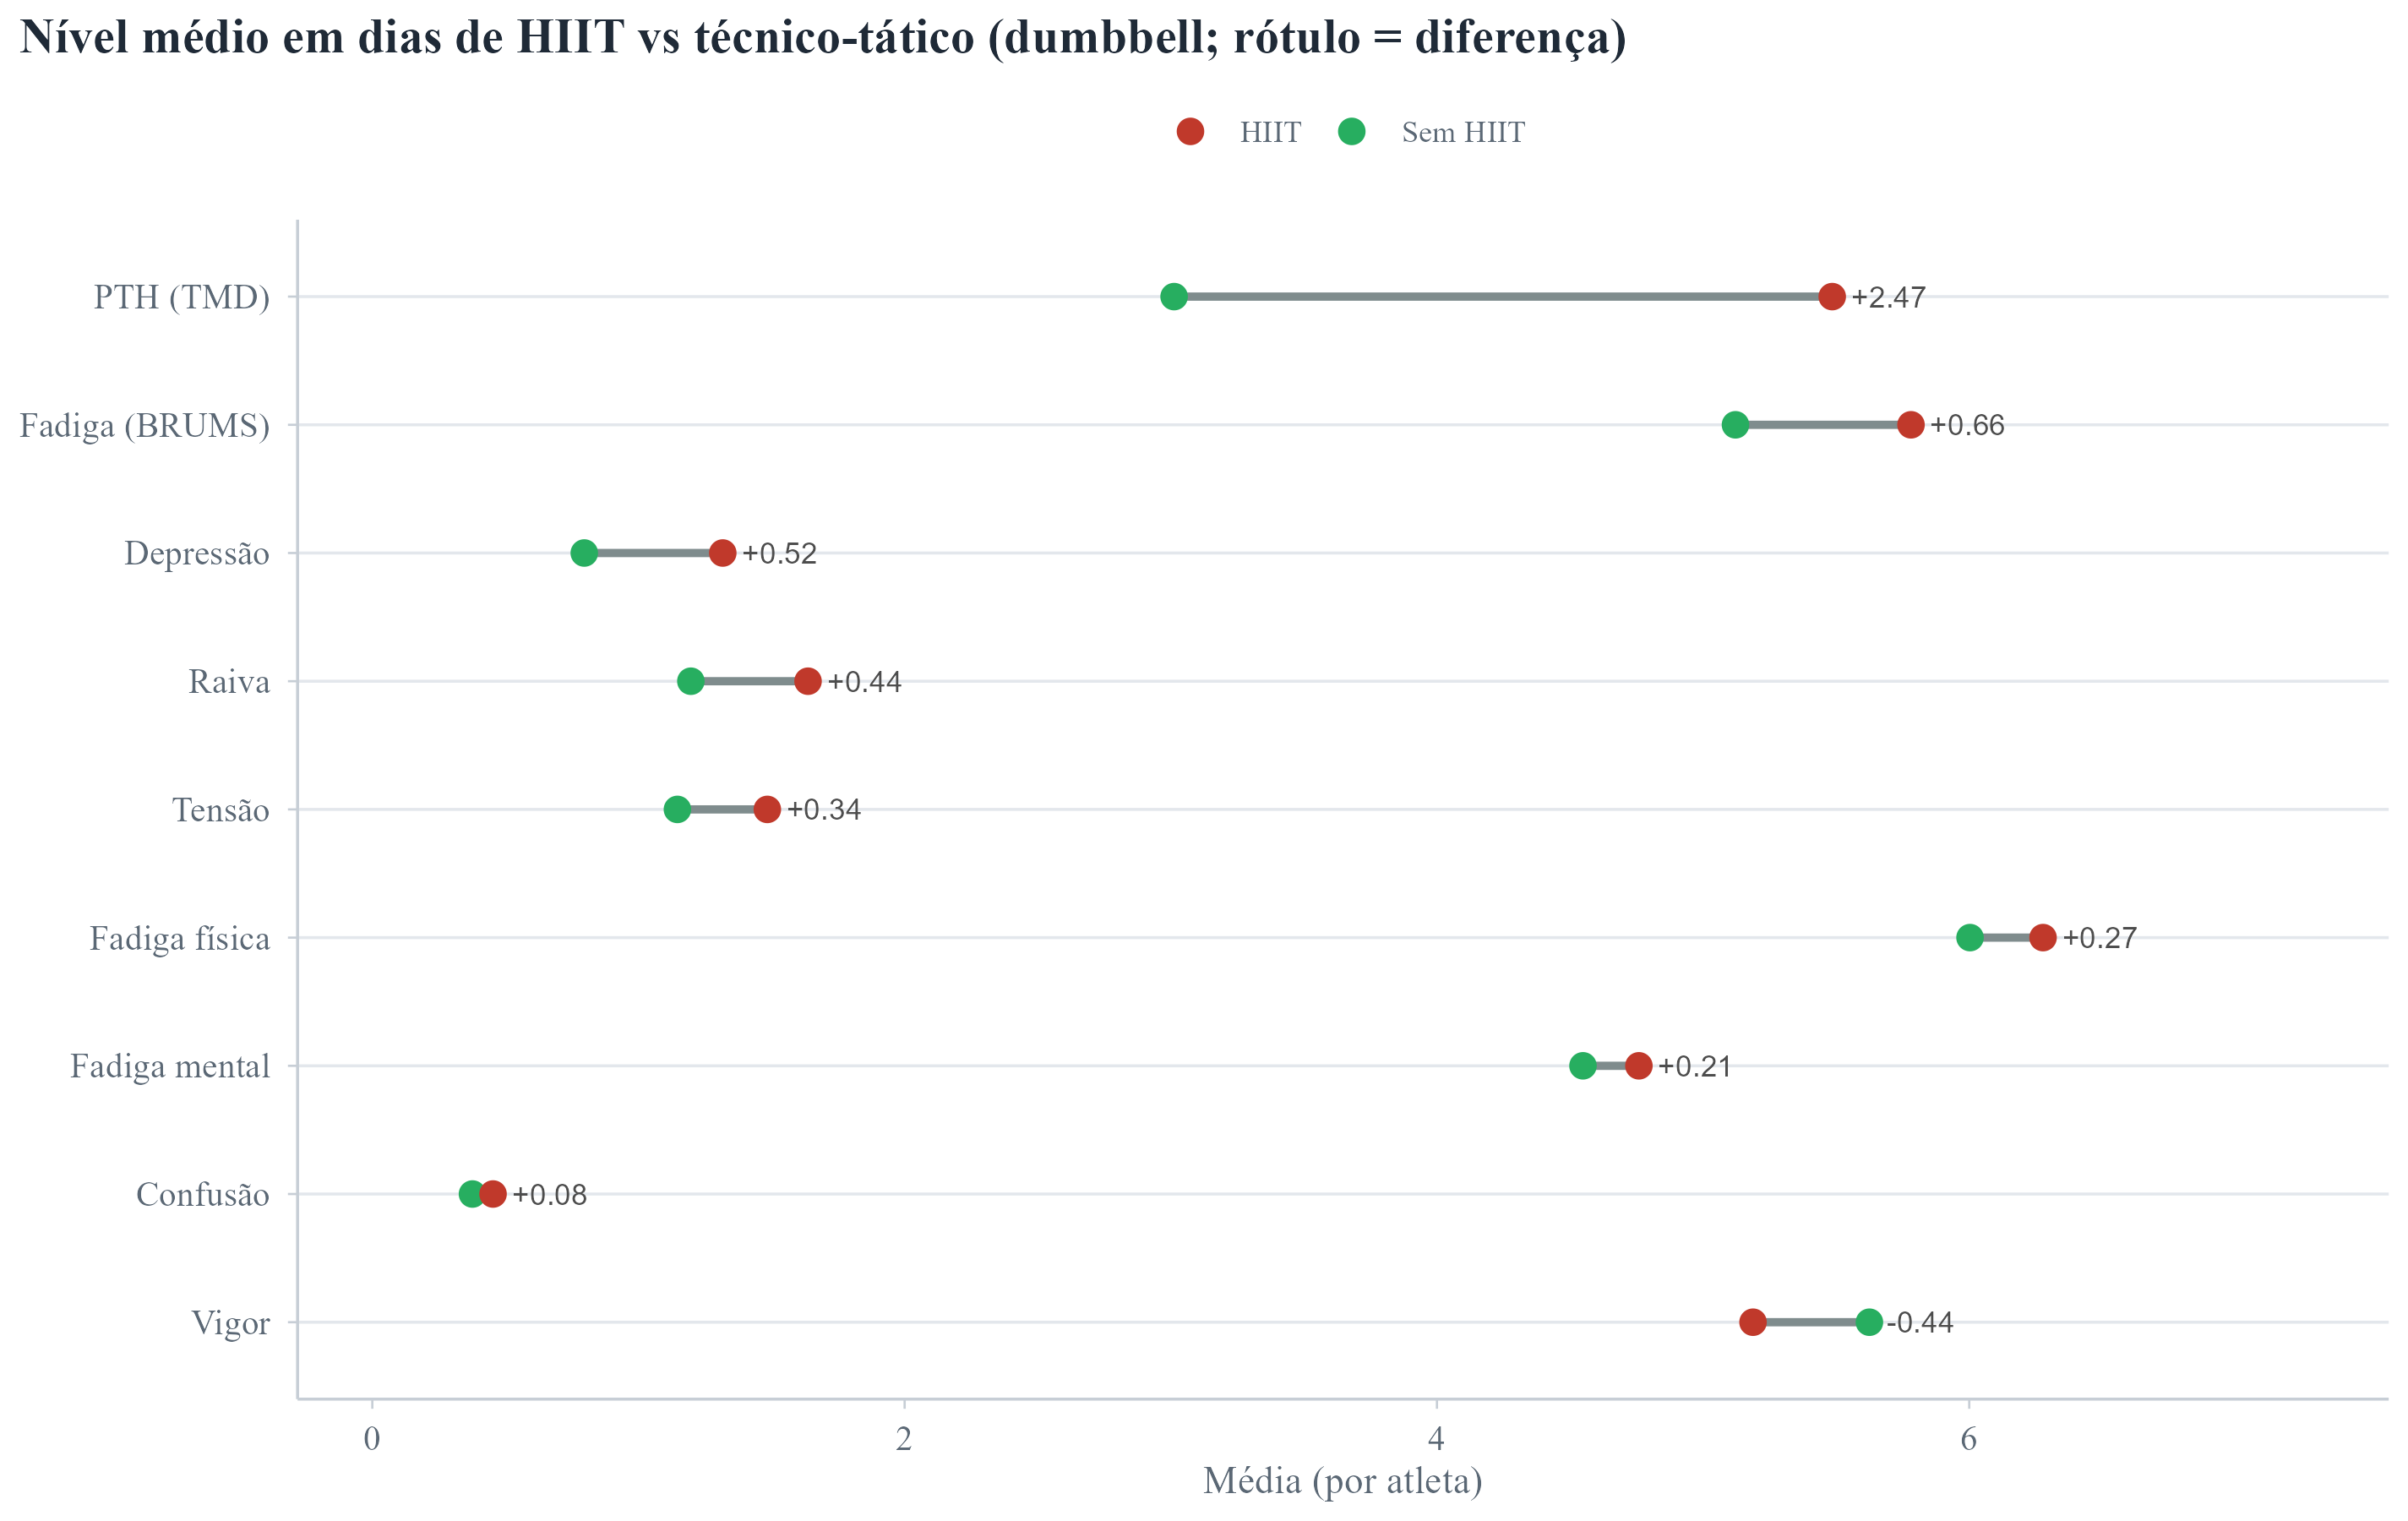 Nível médio em dias de HIIT vs técnico-tático (dumbbell; rótulo = diferença)
HIIT Sem HIIT
PTH (TMD) +2.47
Fadiga (BRUMS) +0.66
Depressão +0.52
Raiva +0.44
Tensão +0.34
Fadiga física +0.27
Fadiga mental +0.21
Confusão +0.08
Vigor -0.44
0 2 4 6
Média (por atleta)